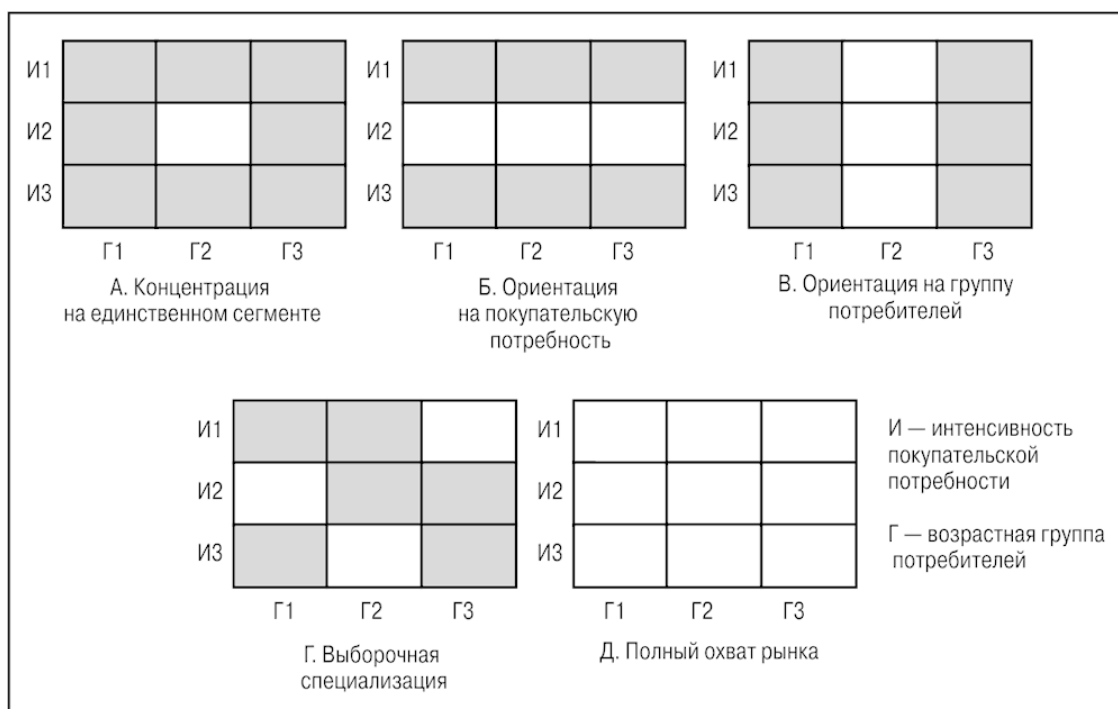 И1
И2
И3
Г1 Г2 Г3
А. Концентрация
на единственном сегменте
И1
И2
И3
Г1 Г2 Г3
Б. Ориентация
на покупательскую
потребность
И1
И2
И3
Г1 Г2 Г3
В. Ориентация на группу
потребителей
И1
И2
И3
Г1 Г2 Г3
Г. Выборочная
специализация
И1
И2
И3
Г1 Г2 Г3
Д. Полный охват рынка
И — интенсивность
покупательской
потребности
Г — возрастная группа
потребителей